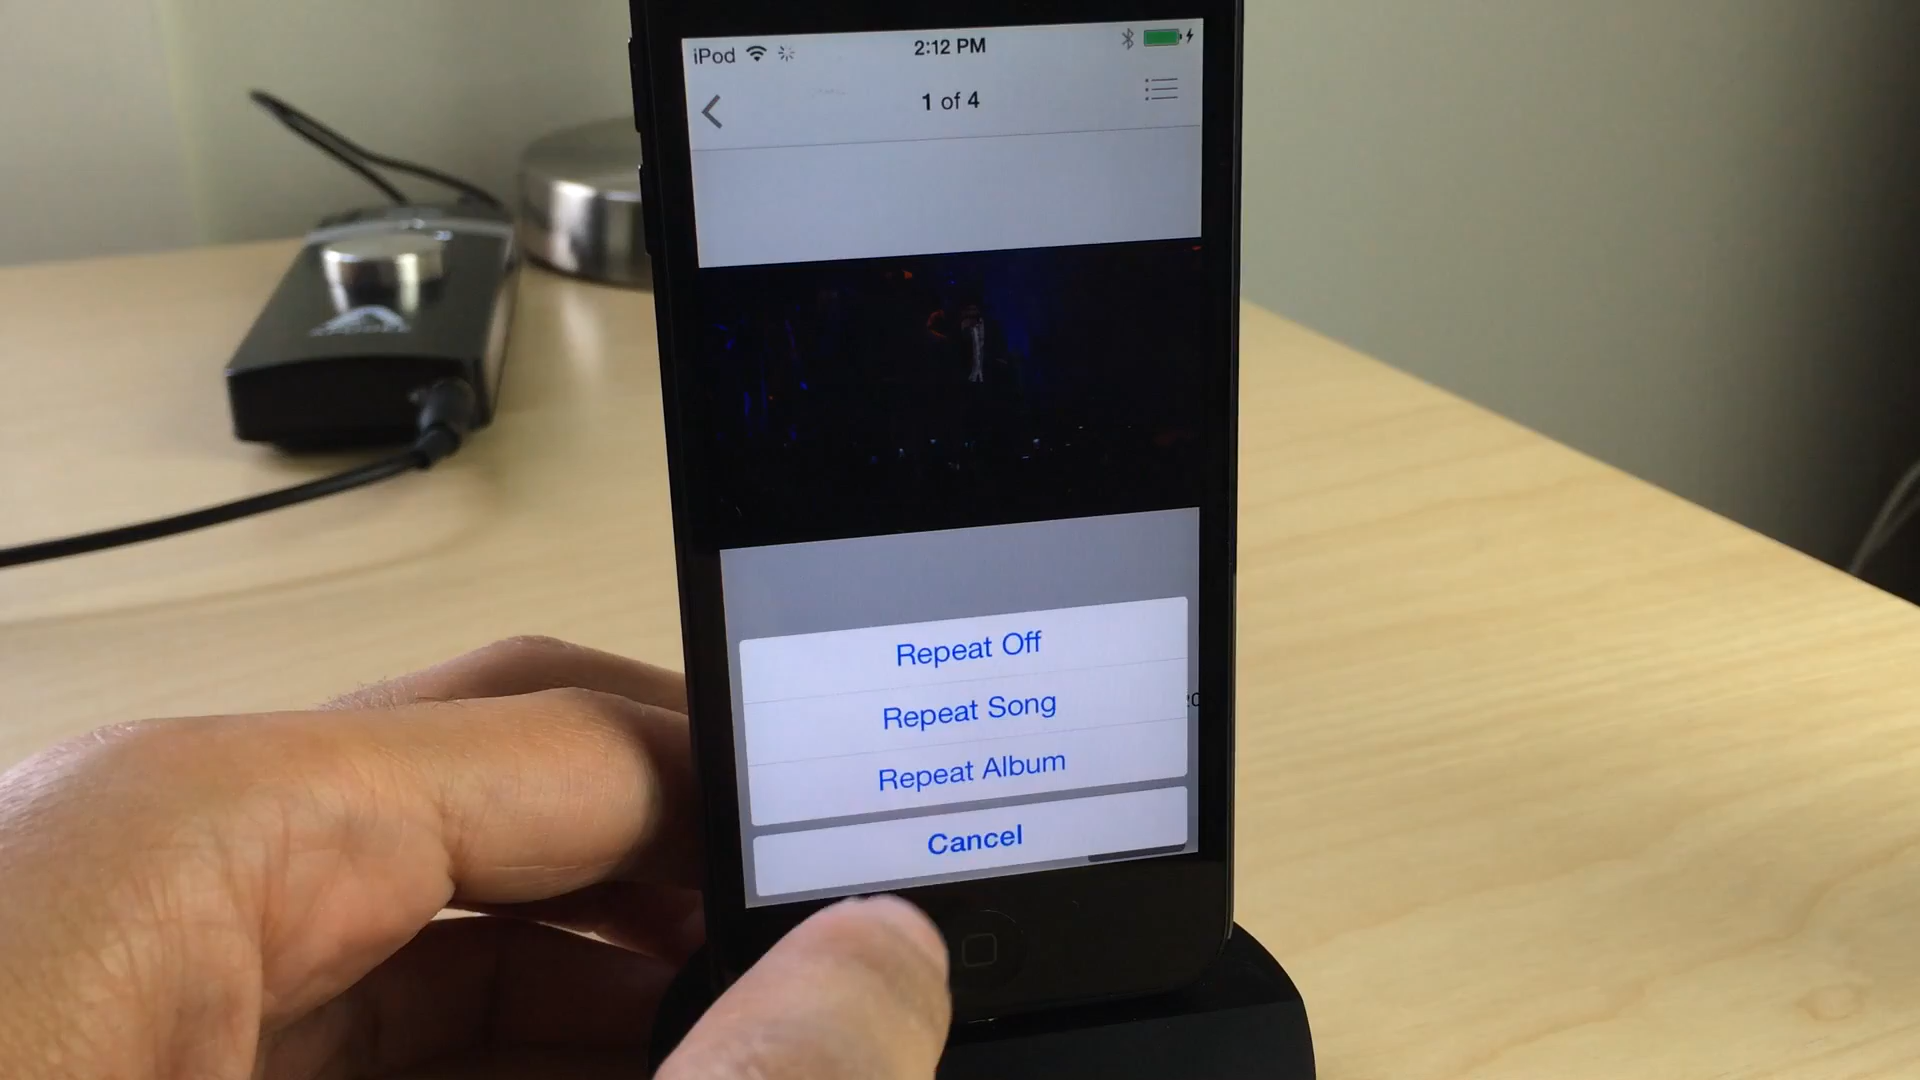 iPod 2:12 PM
1 of 4
Repeat Off
Repeat Song
Repeat Album
Cancel